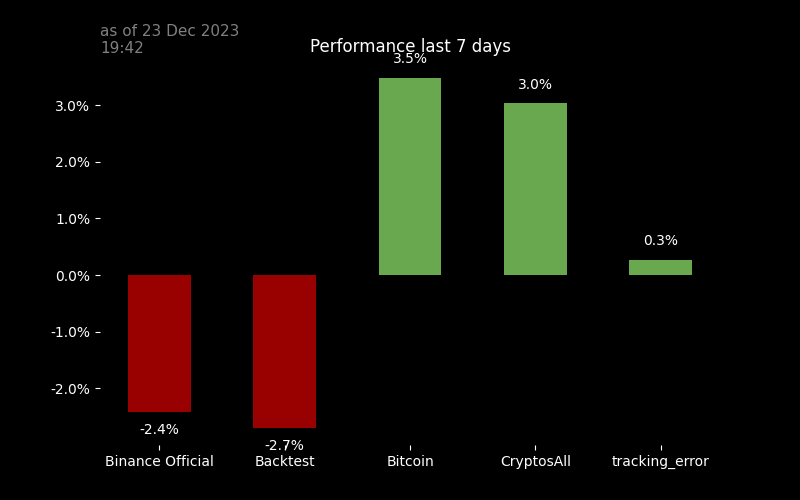 as of 23 Dec 2023
19:42
Performance last 7 days
3.5%
3.0%
0.3%
-2.4%
-2.7%
3.0%
2.0%
1.0%
0.0%
-1.0%
-2.0%
Binance Official
Backtest
Bitcoin
CryptosAll
tracking_error